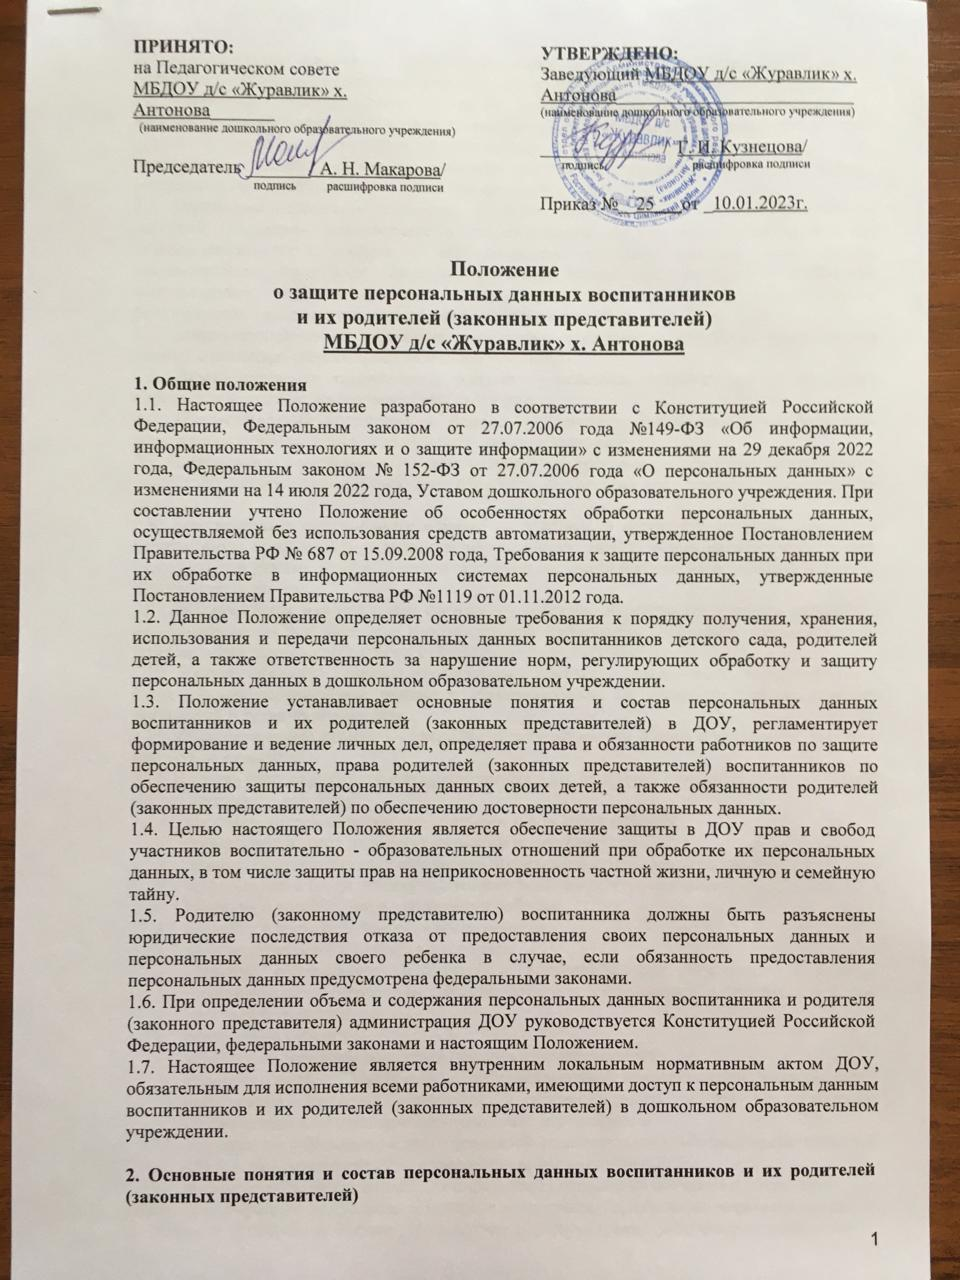 ПРИНЯТО:
на Педагогическом совете
МБДОУ д/с «Журавлик» х.
Антонова
(наименование дошкольного образовательного учреждения)
Председатель А. Н. Макарова/
подпись расшифровка подписи
УТВЕРЖДЕНО:
Заведующий МБДОУ д/с «Журавлик» х.
Антонова
(наименование дошкольного образовательного учреждения)
Г. И. Кузнецова/
подпись расшифровка подписи
Приказ № 25 от 10.01.2023г.
Положение
о защите персональных данных воспитанников
и их родителей (законных представителей)
МБДОУ д/с «Журавлик» х. Антонова
1. Общие положения
1.1. Настоящее Положение разработано в соответствии с Конституцией Российской
Федерации, Федеральным законом от 27.07.2006 года №149-ФЗ «Об информации,
информационных технологиях и о защите информации» с изменениями на 29 декабря 2022
года, Федеральным законом № 152-ФЗ от 27.07.2006 года «О персональных данных» с
изменениями на 14 июля 2022 года, Уставом дошкольного образовательного учреждения. При
составлении учтено Положение об особенностях обработки персональных данных,
осуществляемой без использования средств автоматизации, утвержденное Постановлением
Правительства РФ № 687 от 15.09.2008 года, Требования к защите персональных данных при
их обработке в информационных системах персональных данных, утвержденные
Постановлением Правительства РФ №1119 от 01.11.2012 года.
1.2. Данное Положение определяет основные требования к порядку получения, хранения,
использования и передачи персональных данных воспитанников детского сада, родителей
детей, а также ответственность за нарушение норм, регулирующих обработку и защиту
персональных данных в дошкольном образовательном учреждении.
1.3. Положение устанавливает основные понятия и состав персональных данных
воспитанников и их родителей (законных представителей) в ДОУ, регламентирует
формирование и ведение личных дел, определяет права и обязанности работников по защите
персональных данных, права родителей (законных представителей) воспитанников по
обеспечению защиты персональных данных своих детей, а также обязанности родителей
(законных представителей) по обеспечению достоверности персональных данных.
1.4. Целью настоящего Положения является обеспечение защиты в ДОУ прав и свобод
участников воспитательно - образовательных отношений при обработке их персональных
данных, в том числе защиты прав на неприкосновенность частной жизни, личную и семейную
тайну.
1.5. Родителю (законному представителю) воспитанника должны быть разъяснены
юридические последствия отказа от предоставления своих персональных данных и
персональных данных своего ребенка в случае, если обязанность предоставления
персональных данных предусмотрена федеральными законами.
1.6. При определении объема и содержания персональных данных воспитанника и родителя
(законного представителя) администрация ДОУ руководствуется Конституцией Российской
Федерации, федеральными законами и настоящим Положением.
1.7. Настоящее Положение является внутренним локальным нормативным актом ДОУ,
обязательным для исполнения всеми работниками, имеющими доступ к персональным данным
воспитанников и их родителей (законных представителей) в дошкольном образовательном
учреждении.
2. Основные понятия и состав персональных данных воспитанников и их родителей
(законных представителей)
1